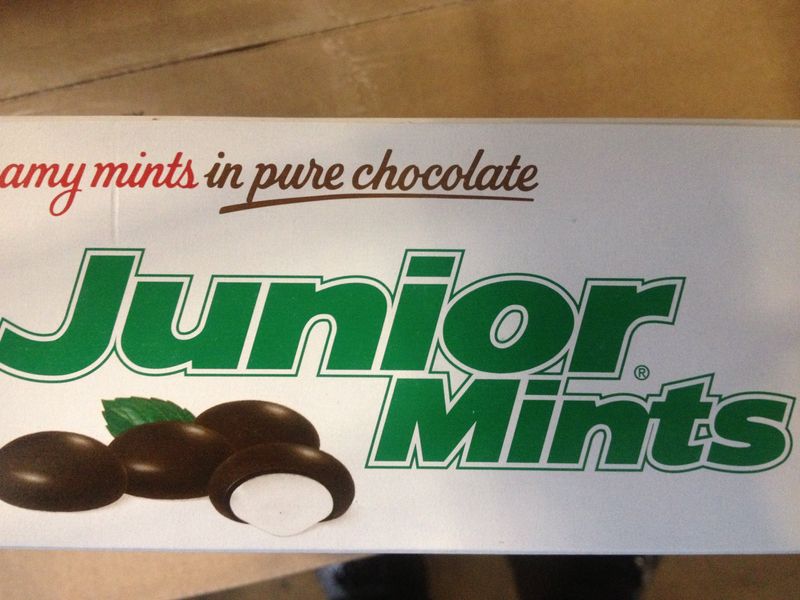 amy mints in pure chocolate
Junior
Mints®